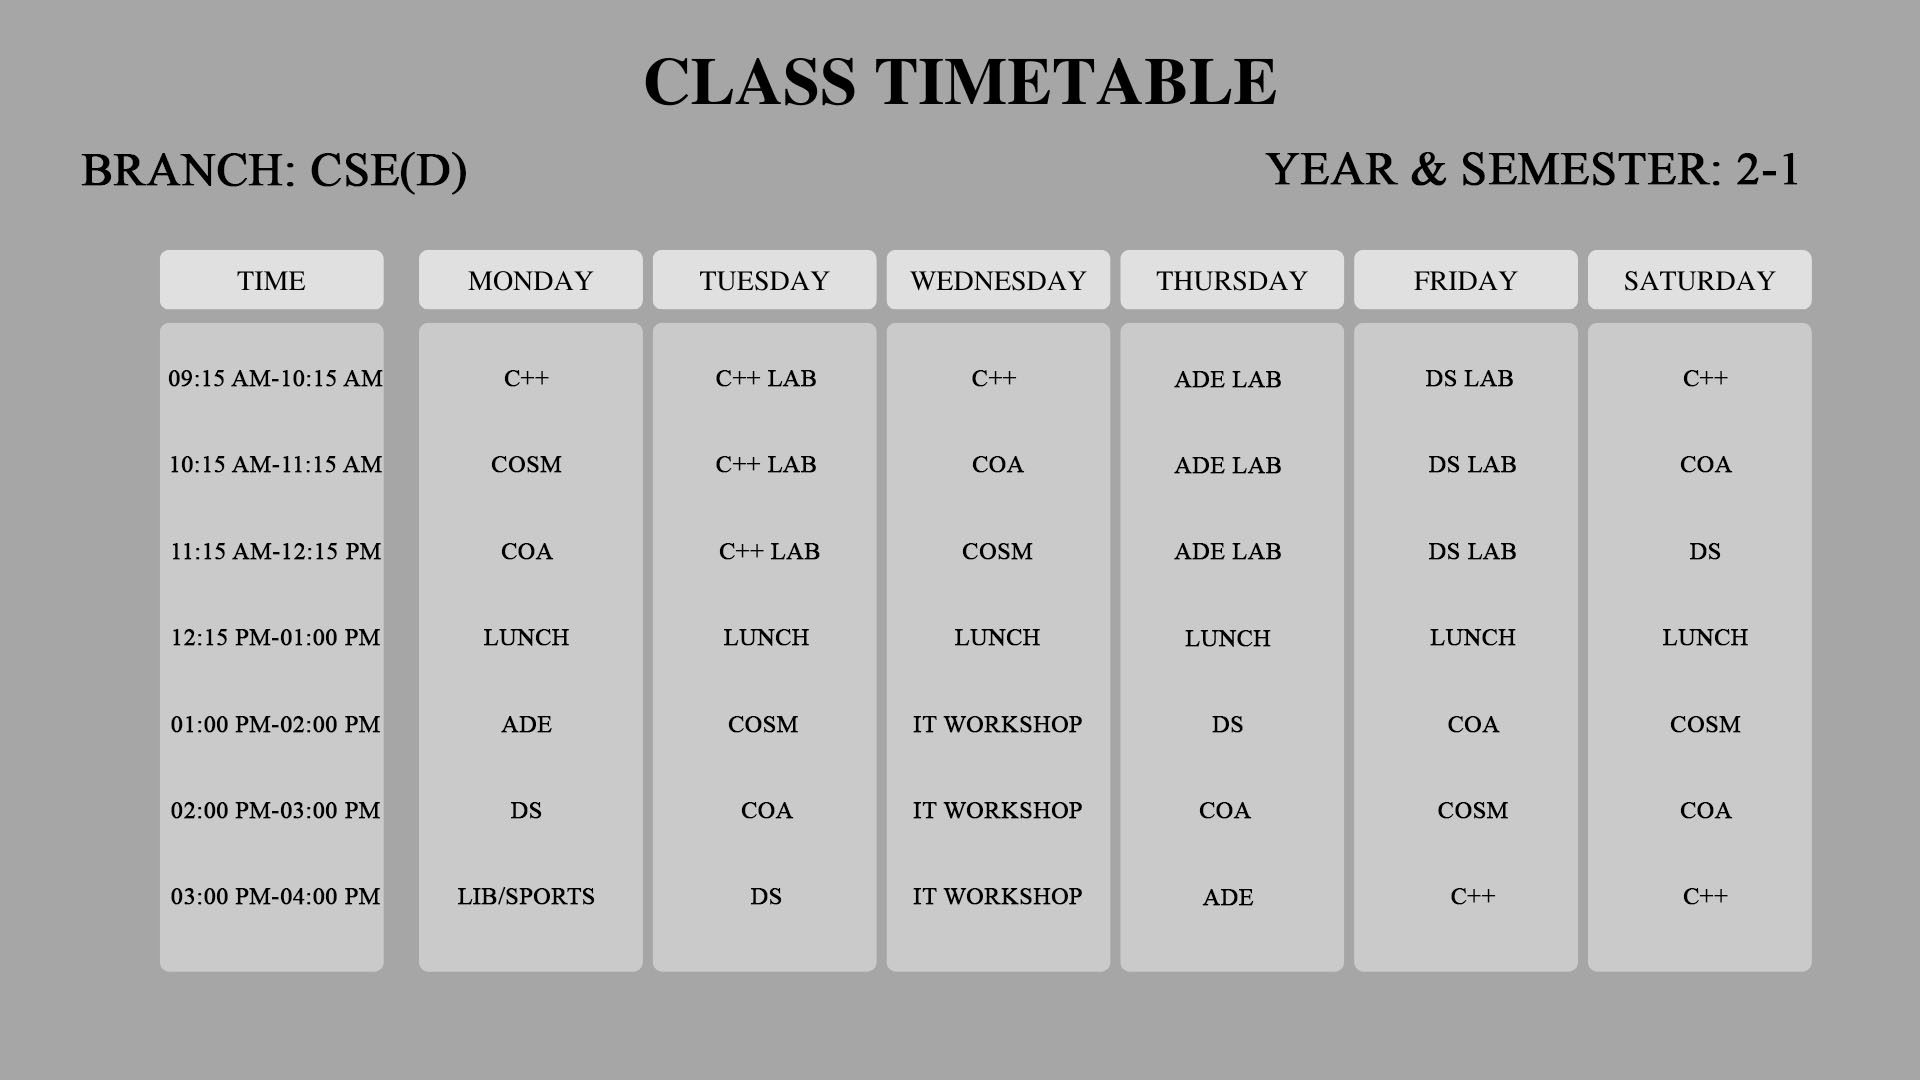 CLASS TIMETABLE
BRANCH: CSE(D) YEAR & SEMESTER: 2-1
TIME MONDAY TUESDAY WEDNESDAY THURSDAY FRIDAY SATURDAY
09:15 AM-10:15 AM C++ C++ LAB C++ ADE LAB DS LAB C++
10:15 AM-11:15 AM COSM C++ LAB COA ADE LAB DS LAB COA
11:15 AM-12:15 PM COA C++ LAB COSM ADE LAB DS LAB DS
12:15 PM-01:00 PM LUNCH LUNCH LUNCH LUNCH LUNCH LUNCH
01:00 PM-02:00 PM ADE COSM IT WORKSHOP DS COA COSM
02:00 PM-03:00 PM DS COA IT WORKSHOP COA COSM COA
03:00 PM-04:00 PM LIB/SPORTS DS IT WORKSHOP ADE C++ C++